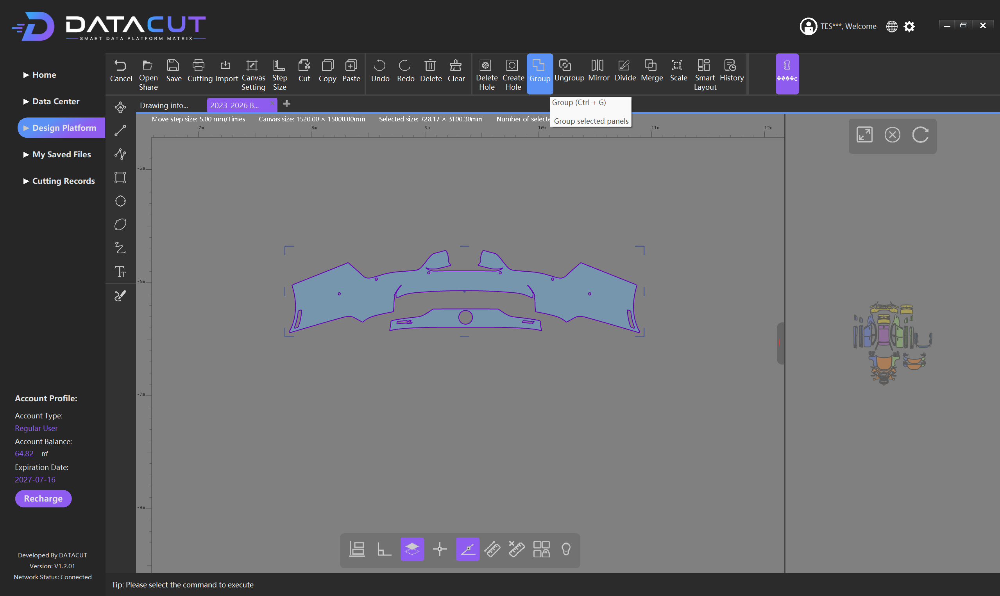 DATACUT
SMART DATA PLATFORM MATRIX
TES***, Welcome
Home
Data Center
Design Platform
My Saved Files
Cutting Records
Cancel
Open Share
Save
Cutting
Import
Canvas Setting
Step Size
Cut
Copy
Paste
Undo
Redo
Delete
Clear
Delete Hole
Create Hole
Group
Ungroup
Mirror
Divide
Merge
Scale
Smart Layout
History
Drawing info...
2023-2026 B...
Group (Ctrl + G)
Group selected panels
Move step size: 5.00 mm/Times
Canvas size: 1520.00 × 15000.00mm
Selected size: 728.17 × 3100.30mm
Number of selecte
7m
8m
9m
10m
11m
12m
-5m
-6m
-7m
-8m
Tт
Account Profile:
Account Type:
Regular User
Account Balance:
64.82 ㎡
Expiration Date:
2027-07-16
Recharge
Developed By DATACUT
Version: V1.2.01
Network Status: Connected
Tip: Please select the command to execute